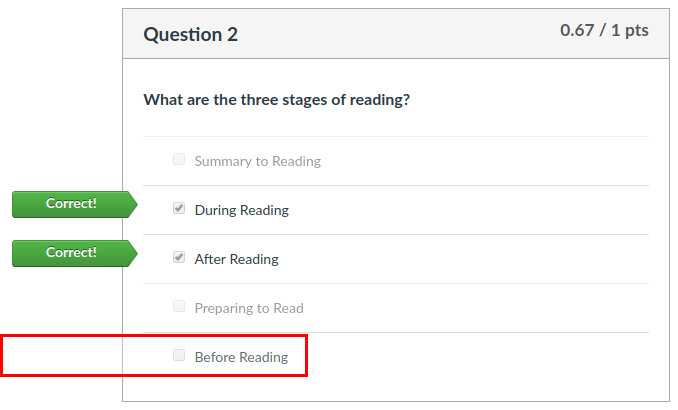 Question 2
0.67 / 1 pts
What are the three stages of reading?
Summary to Reading
Correct!
During Reading
Correct!
After Reading
Preparing to Read
Before Reading